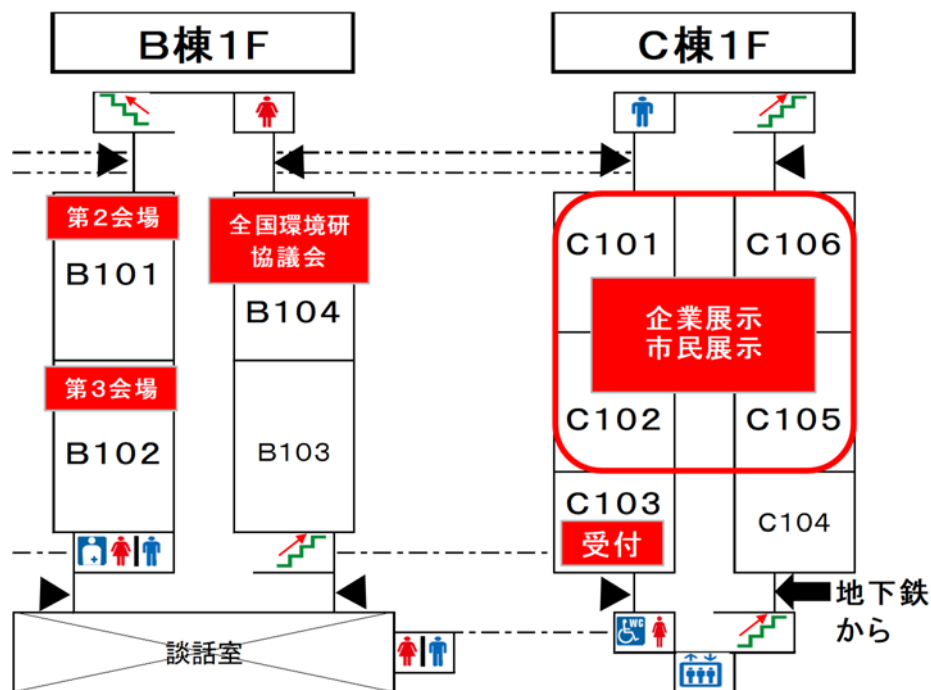 B棟1F
C棟1F
第2会場
B101
全国環境研
協議会
B104
第3会場
B102
B103
C101
C106
企業展示
市民展示
C102
C105
C103
受付
C104
地下鉄
から
WC
談話室